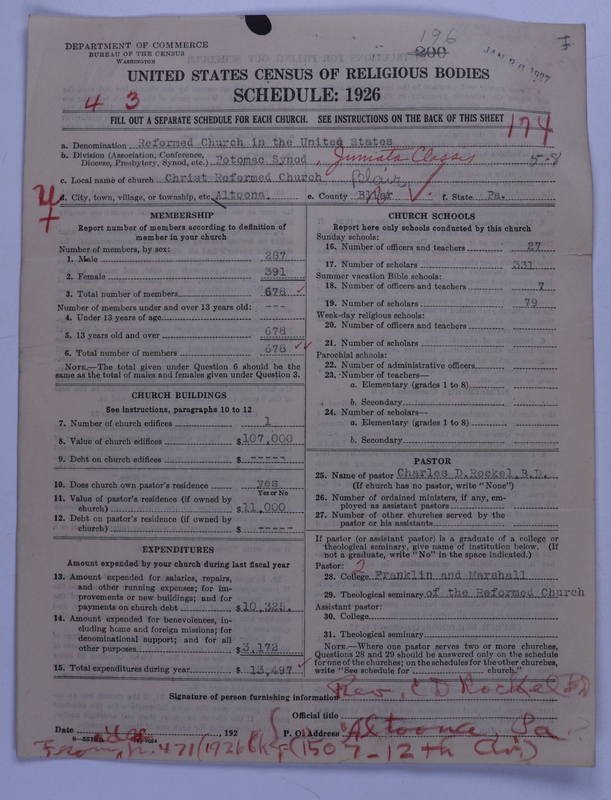 196
200
DEPARTMENT OF COMMERCE
BUREAU OF THE CENSUS
WASHINGTON
UNITED STATES CENSUS OF RELIGIOUS BODIES
SCHEDULE: 1926
4 3
FILL OUT A SEPARATE SCHEDULE FOR EACH CHURCH. SEE INSTRUCTIONS ON THE BACK OF THIS SHEET
174
a. Denomination Reformed Church in the United States
b. Division (Association, Conference, Diocese, Presbytery, Synod, etc.) Potomac Synod, Juniata Classis 5-8
c. Local name of church Christ Reformed Church
Blair
d. City, town, village, or township, etc. Altoona. e. County Blair f. State Pa.
MEMBERSHIP
Report number of members according to definition of member in your church
Number of members, by sex:
1. Male 287
2. Female 391
3. Total number of members 678
Number of members under and over 13 years old: ---
4. Under 13 years of age
5. 13 years old and over 678
6. Total number of members 678
NOTE.—The total given under Question 6 should be the same as the total of males and females given under Question 3.
CHURCH BUILDINGS
See instructions, paragraphs 10 to 12
7. Number of church edifices 1
8. Value of church edifices $107,000
9. Debt on church edifices $-----
10. Does church own pastor's residence yes
Yes or No
11. Value of pastor's residence (if owned by church) $11,000
12. Debt on pastor's residence (if owned by church) $-----
EXPENDITURES
Amount expended by your church during last fiscal year
13. Amount expended for salaries, repairs, and other running expenses; for improvements or new buildings; and for payments on church debt $10,325.
14. Amount expended for benevolences, including home and foreign missions; for denominational support; and for all other purposes $3,172
15. Total expenditures during year $13,497
CHURCH SCHOOLS
Report here only schools conducted by this church
Sunday schools:
16. Number of officers and teachers 27
17. Number of scholars 331
Summer vacation Bible schools:
18. Number of officers and teachers 7
19. Number of scholars 79
Week-day religious schools:
20. Number of officers and teachers
21. Number of scholars
Parochial schools:
22. Number of administrative officers
23. Number of teachers—
a. Elementary (grades 1 to 8)
b. Secondary
24. Number of scholars—
a. Elementary (grades 1 to 8)
b. Secondary
PASTOR
25. Name of pastor Charles D.Rockel.B.D.
(If church has no pastor, write "None")
26. Number of ordained ministers, if any, employed as assistant pastors
27. Number of other churches served by the pastor or his assistants
If pastor (or assistant pastor) is a graduate of a college or theological seminary, give name of institution below. (If not a graduate, write "No" in the space indicated.)
Pastor: 2
28. College Franklin and Marshall
29. Theological seminary of the Reformed Church
Assistant pastor:
30. College
31. Theological seminary
NOTE.—Where one pastor serves two or more churches, Questions 28 and 29 should be answered only on the schedule for one of the churches; on the schedules for the other churches, write "See schedule for church."
Signature of person furnishing information Rev. C D Rockel
Official title
Date , 192 P. O. Address Altoona, Pa